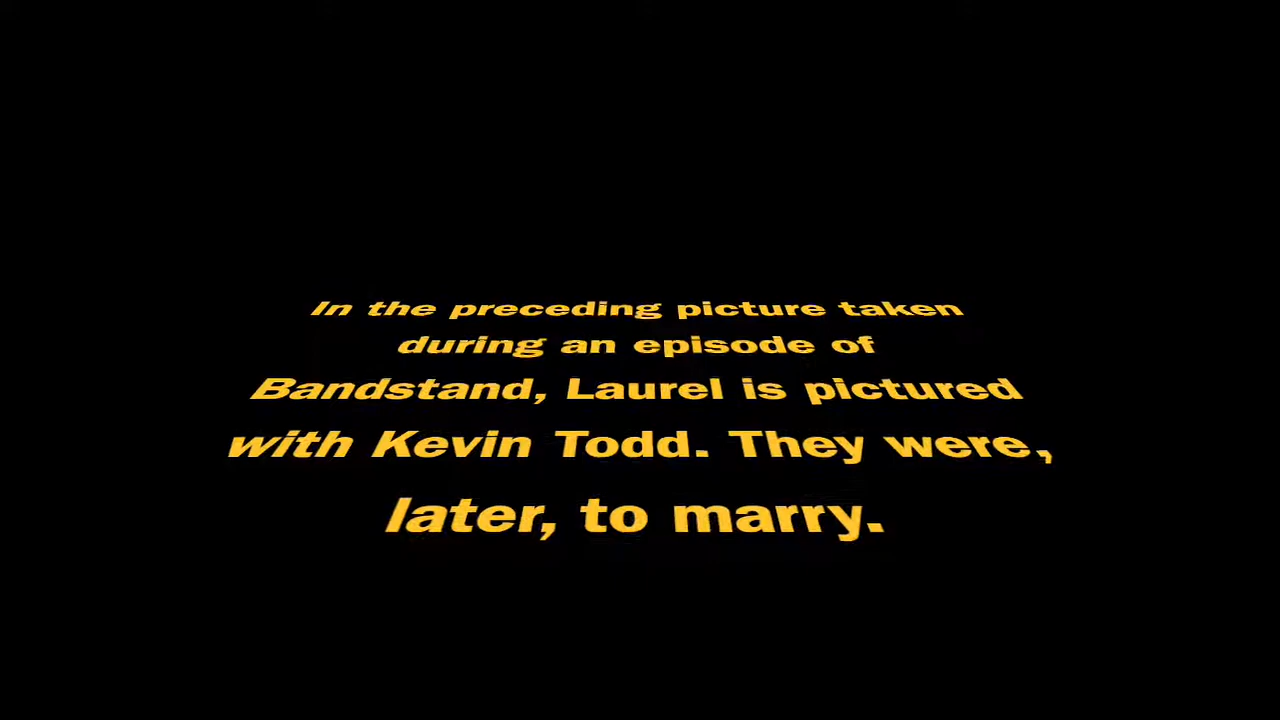 In the preceding picture taken
during an episode of
Bandstand, Laurel is pictured
with Kevin Todd. They were,
later, to marry.